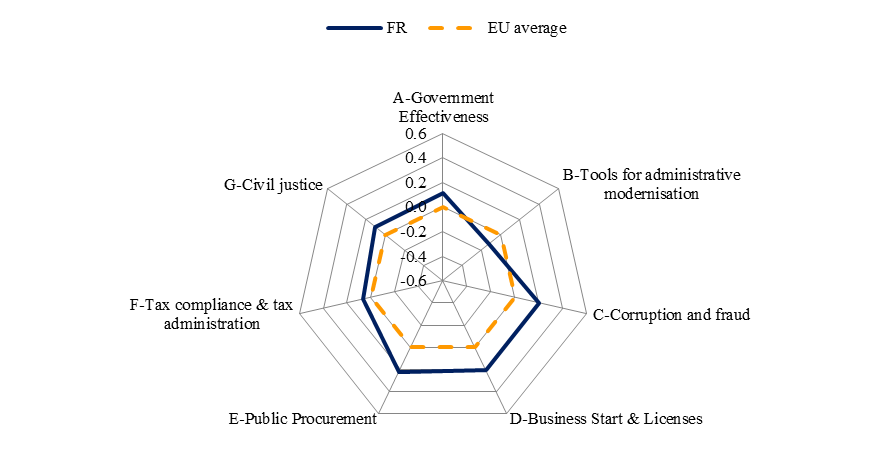 FR
EU average
A-Government
Effectiveness
0.6
0.4
0.2
0.0
-0.2
-0.4
-0.6
B-Tools for administrative
modernisation
G-Civil justice
F-Tax compliance & tax
administration
C-Corruption and fraud
E-Public Procurement
D-Business Start & Licenses